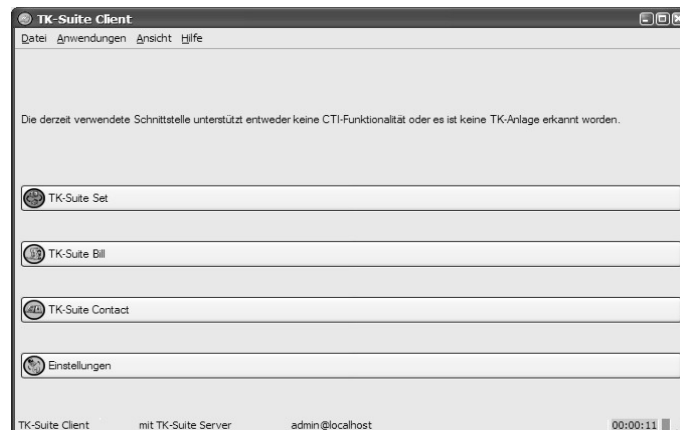 TK-Suite Client
Datei Anwendungen Ansicht Hilfe
Die derzeit verwendete Schnittstelle unterstützt entweder keine CTI-Funktionalität oder es ist keine TK-Anlage erkannt worden.
TK-Suite Set
TK-Suite Bill
TK-Suite Contact
Einstellungen
TK-Suite Client mit TK-Suite Server admin@localhost 00:00:11